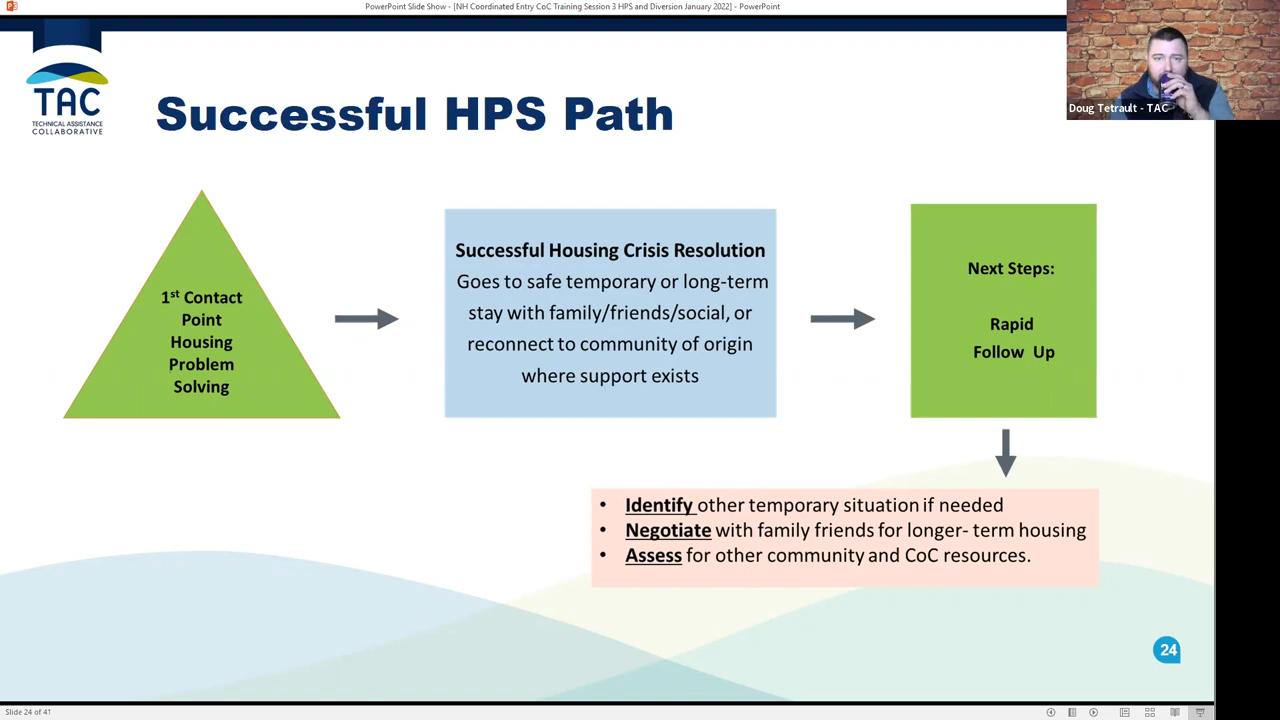 PowerPoint Slide Show - [NH Coordinated Entry CoC Training Session 3 HPS and Diversion January 2022] - PowerPoint
Doug Tetrault - TAC
TAC
TECHNICAL ASSISTANCE
COLLABORATIVE
Successful HPS Path
1st Contact
Point
Housing
Problem
Solving
Successful Housing Crisis Resolution
Goes to safe temporary or long-term
stay with family/friends/social, or
reconnect to community of origin
where support exists
Next Steps:
Rapid
Follow Up
• Identify other temporary situation if needed
• Negotiate with family friends for longer- term housing
• Assess for other community and CoC resources.
24
Slide 24 of 41